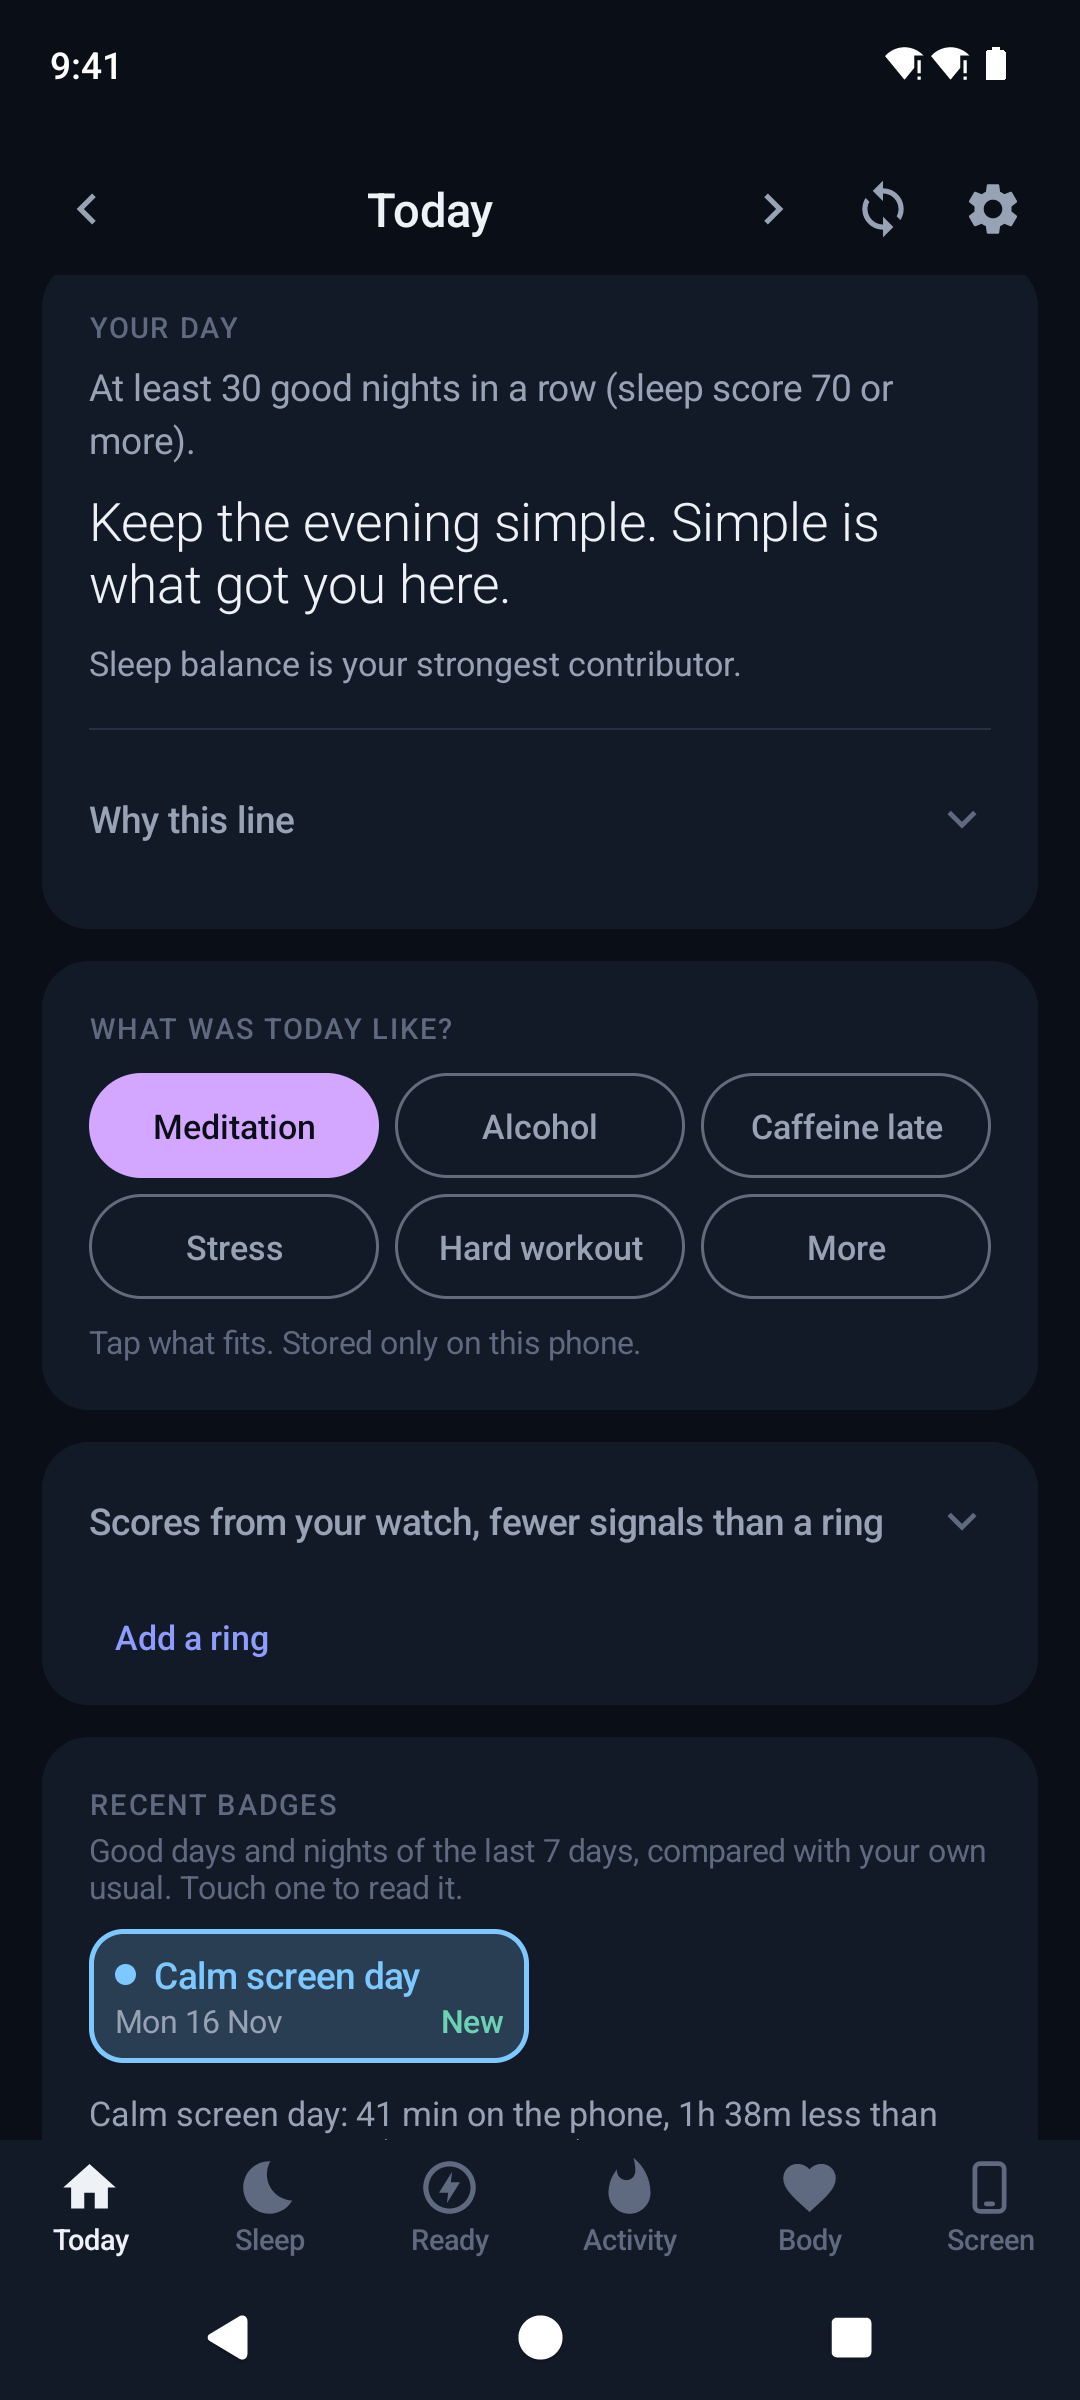 9:41
Today
YOUR DAY
At least 30 good nights in a row (sleep score 70 or
more).
Keep the evening simple. Simple is
what got you here.
Sleep balance is your strongest contributor.
Why this line
WHAT WAS TODAY LIKE?
Meditation
Alcohol
Caffeine late
Stress
Hard workout
More
Tap what fits. Stored only on this phone.
Scores from your watch, fewer signals than a ring
Add a ring
RECENT BADGES
Good days and nights of the last 7 days, compared with your own
usual. Touch one to read it.
Calm screen day
Mon 16 Nov
New
Calm screen day: 41 min on the phone, 1h 38m less than
Today
Sleep
Ready
Activity
Body
Screen